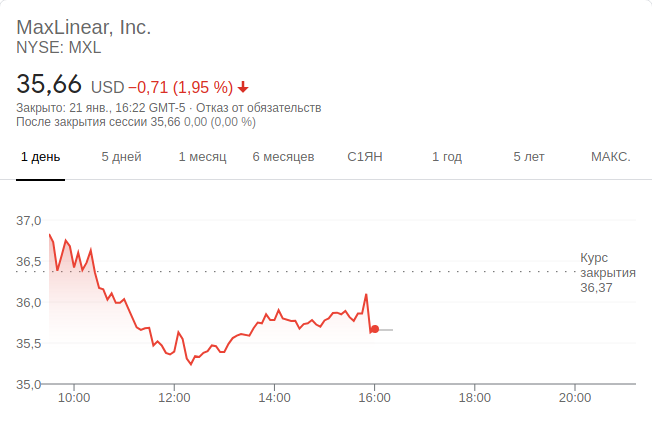 MaxLinear, Inc.
NYSE: MXL
35,66 USD −0,71 (1,95 %)
Закрыто: 21 янв., 16:22 GMT-5 · Отказ от обязательств
После закрытия сессии 35,66 0,00 (0,00 %)
1 день 5 дней 1 месяц 6 месяцев С1ЯН 1 год 5 лет МАКС.
37,0
36,5
36,0
35,5
35,0
Курс
закрытия
36,37
10:00 12:00 14:00 16:00 18:00 20:00